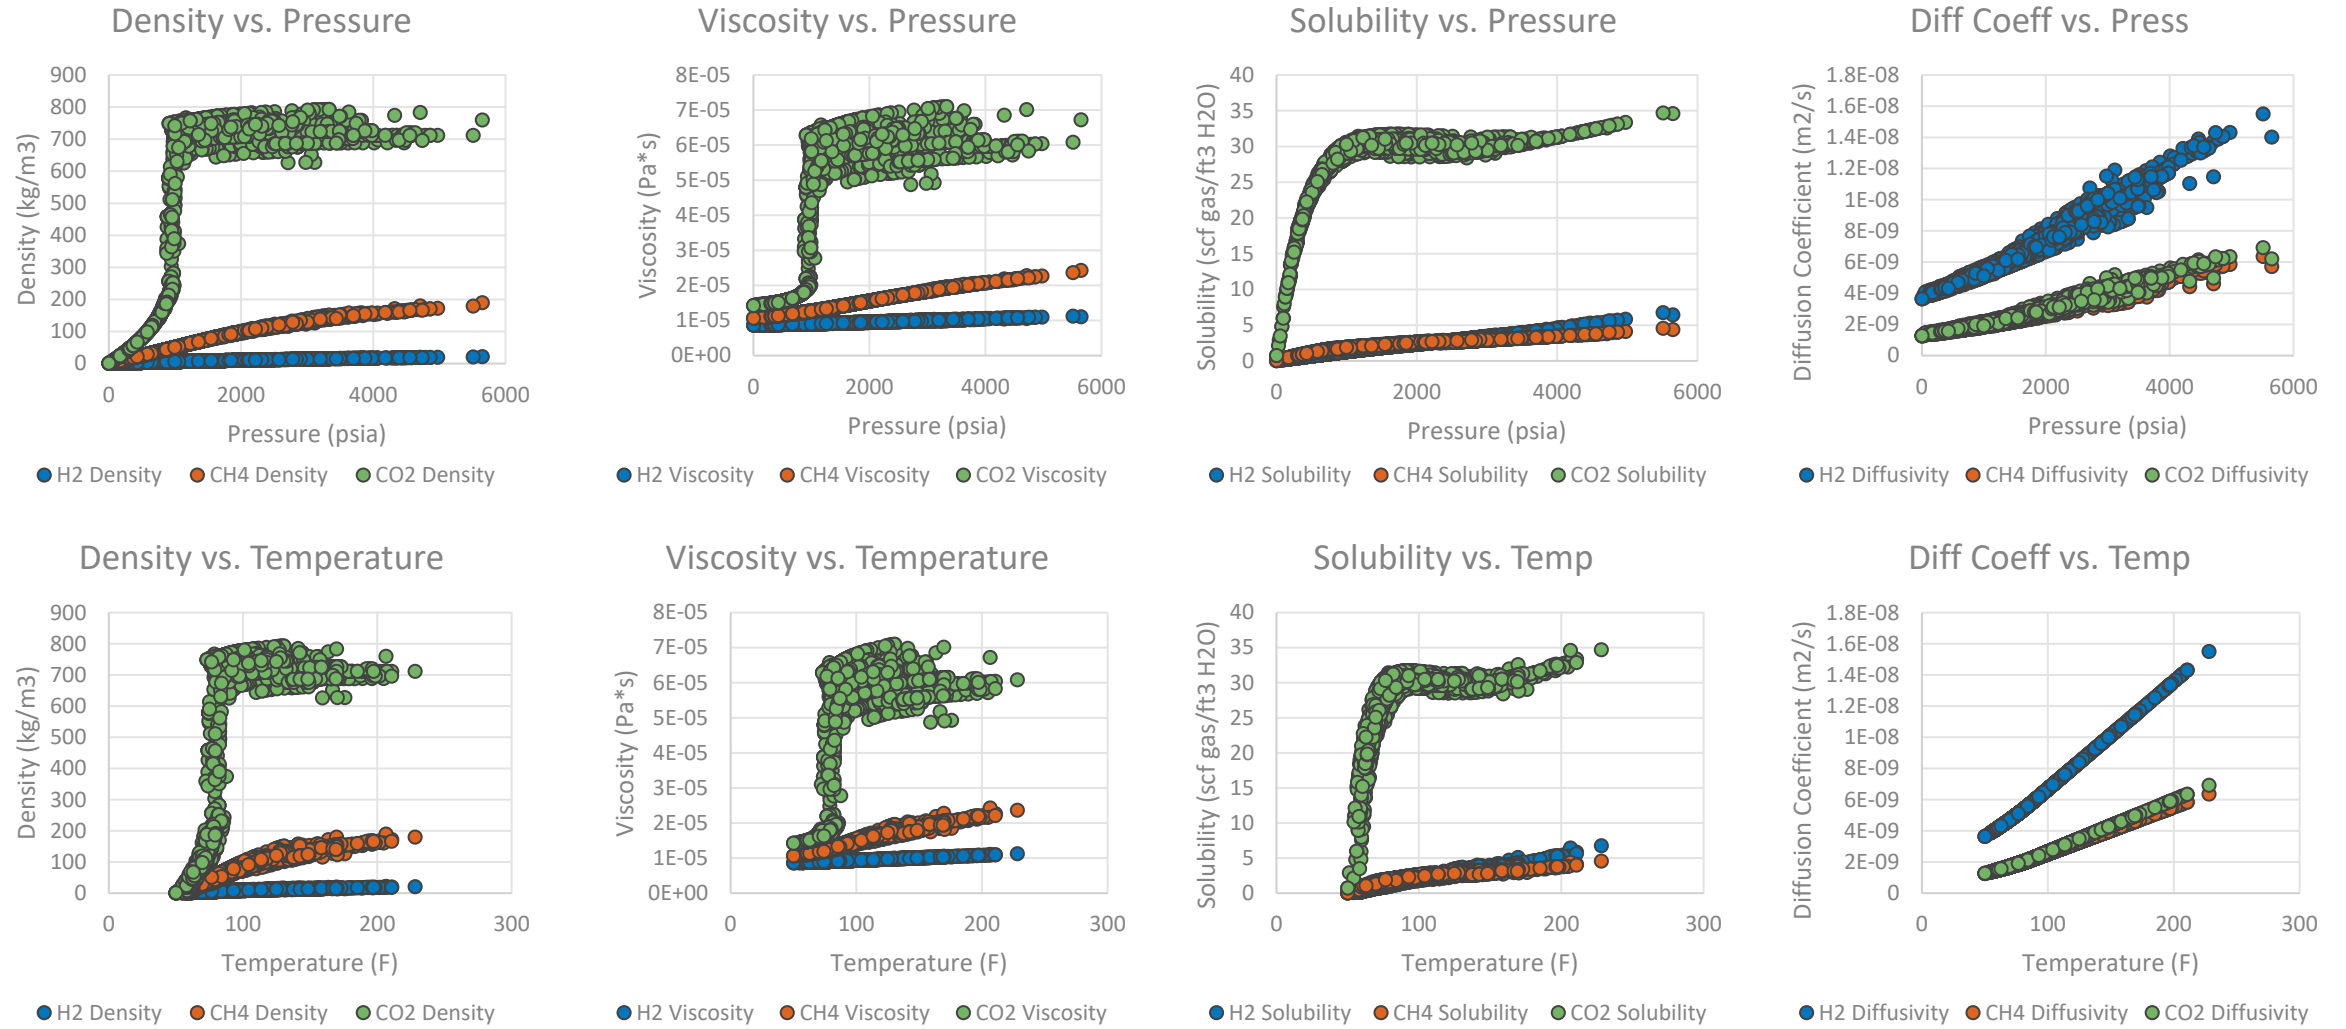 Density vs. Pressure
900
800
700
600
500
400
300
200
100
0
Density (kg/m3)
0 2000 4000 6000
Pressure (psia)
H2 Density CH4 Density CO2 Density
Viscosity vs. Pressure
8E-05
7E-05
6E-05
5E-05
4E-05
3E-05
2E-05
1E-05
0E+00
Viscosity (Pa*s)
0 2000 4000 6000
Pressure (psia)
H2 Viscosity CH4 Viscosity CO2 Viscosity
Solubility vs. Pressure
40
35
30
25
20
15
10
5
0
Solubility (scf gas/ft3 H2O)
0 2000 4000 6000
Pressure (psia)
H2 Solubility CH4 Solubility CO2 Solubility
Diff Coeff vs. Press
1.8E-08
1.6E-08
1.4E-08
1.2E-08
1E-08
8E-09
6E-09
4E-09
2E-09
0
Diffusion Coefficient (m2/s)
0 2000 4000 6000
Pressure (psia)
H2 Diffusivity CH4 Diffusivity CO2 Diffusivity
Density vs. Temperature
900
800
700
600
500
400
300
200
100
0
Density (kg/m3)
0 100 200 300
Temperature (F)
H2 Density CH4 Density CO2 Density
Viscosity vs. Temperature
8E-05
7E-05
6E-05
5E-05
4E-05
3E-05
2E-05
1E-05
0E+00
Viscosity (Pa*s)
0 100 200 300
Temperature (F)
H2 Viscosity CH4 Viscosity CO2 Viscosity
Solubility vs. Temp
40
35
30
25
20
15
10
5
0
Solubility (scf gas/ft3 H2O)
0 100 200 300
Temperature (F)
H2 Solubility CH4 Solubility CO2 Solubility
Diff Coeff vs. Temp
1.8E-08
1.6E-08
1.4E-08
1.2E-08
1E-08
8E-09
6E-09
4E-09
2E-09
0
Diffusion Coefficient (m2/s)
0 100 200 300
Temperature (F)
H2 Diffusivity CH4 Diffusivity CO2 Diffusivity